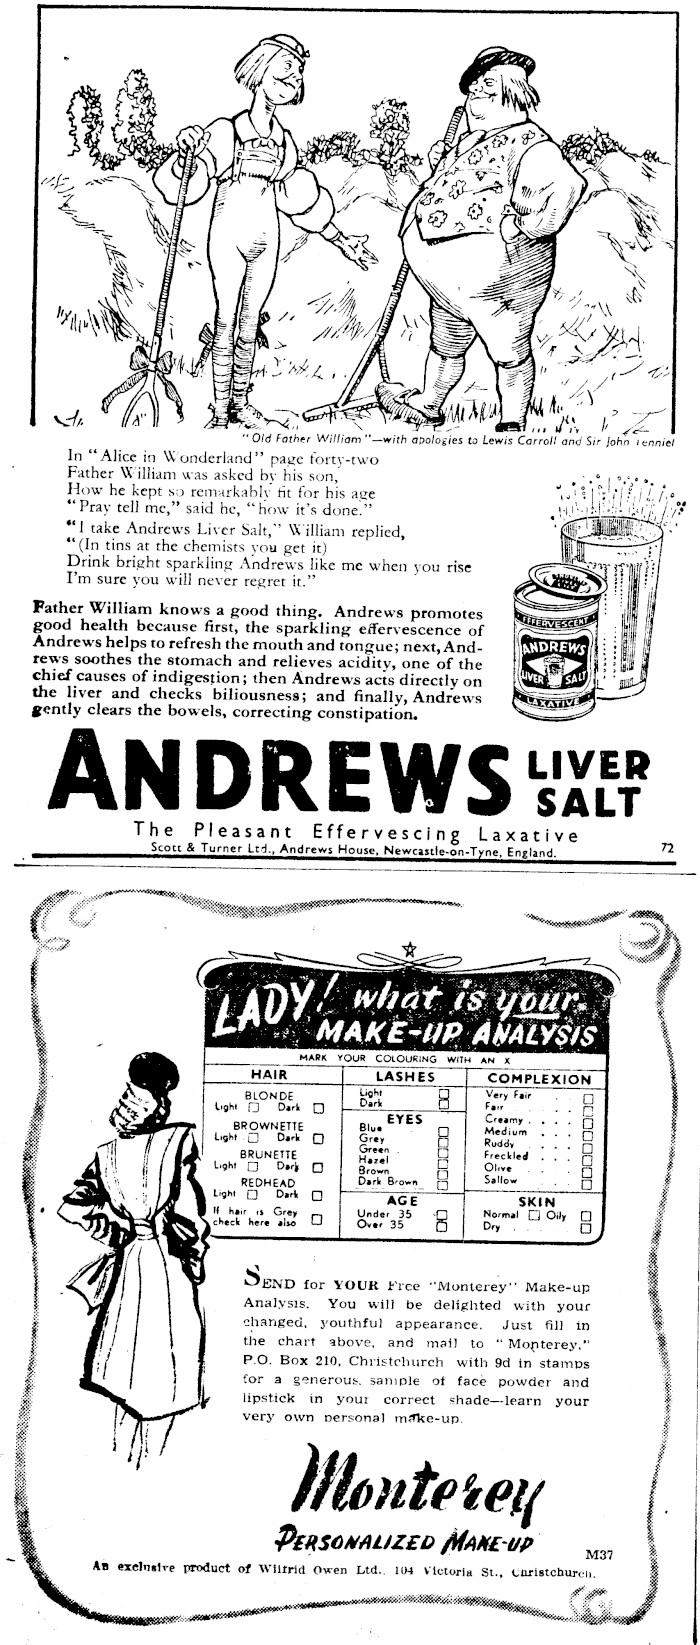 "Old Father William"—with apologies to Lewis Carroll and Sir John Tenniel
In "Alice in Wonderland" page forty-two
Father William was asked by his son,
How he kept so remarkably fit for his age
"Pray tell me," said he, "how it's done."
"I take Andrews Liver Salt," William replied,
"(In tins at the chemists you get it)
Drink bright sparkling Andrews like me when you rise
I'm sure you will never regret it."
Father William knows a good thing. Andrews promotes
good health because first, the sparkling effervescence of
Andrews helps to refresh the mouth and tongue; next, And-
rews soothes the stomach and relieves acidity, one of the
chief causes of indigestion; then Andrews acts directly on
the liver and checks biliousness; and finally, Andrews
gently clears the bowels, correcting constipation.
EFFERVESCENT
ANDREWS
LIVER SALT
LAXATIVE
ANDREWS LIVER SALT
The Pleasant Effervescing Laxative
Scott & Turner Ltd., Andrews House, Newcastle-on-Tyne, England.
72
LADY! what is your
MAKE-UP ANALYSIS
MARK YOUR COLOURING WITH AN X
HAIR
BLONDE
Light □ Dark □
BROWNETTE
Light □ Dark □
BRUNETTE
Light □ Dark □
REDHEAD
Light □ Dark □
If hair is Grey
check here also □
LASHES
Light □
Dark □
EYES
Blue □
Grey □
Green □
Hazel □
Brown □
Dark Brown □
AGE
Under 35 □
Over 35 □
COMPLEXION
Very Fair □
Fair . . . □
Creamy . . . . □
Medium . . . □
Ruddy . . . □
Freckled . . . □
Olive . . . □
Sallow . . . □
SKIN
Normal □ Oily □
Dry . . . □
SEND for YOUR Free "Monterey" Make-up
Analysis. You will be delighted with your
changed, youthful appearance. Just fill in
the chart above, and mail to "Monterey,"
P.O. Box 210, Christchurch with 9d in stamps
for a generous sample of face powder and
lipstick in your correct shade—learn your
very own personal make-up.
Monterey
PERSONALIZED MAKE-UP
M37
An exclusive product of Wilfrid Owen Ltd., 104 Victoria St., Christchurch.